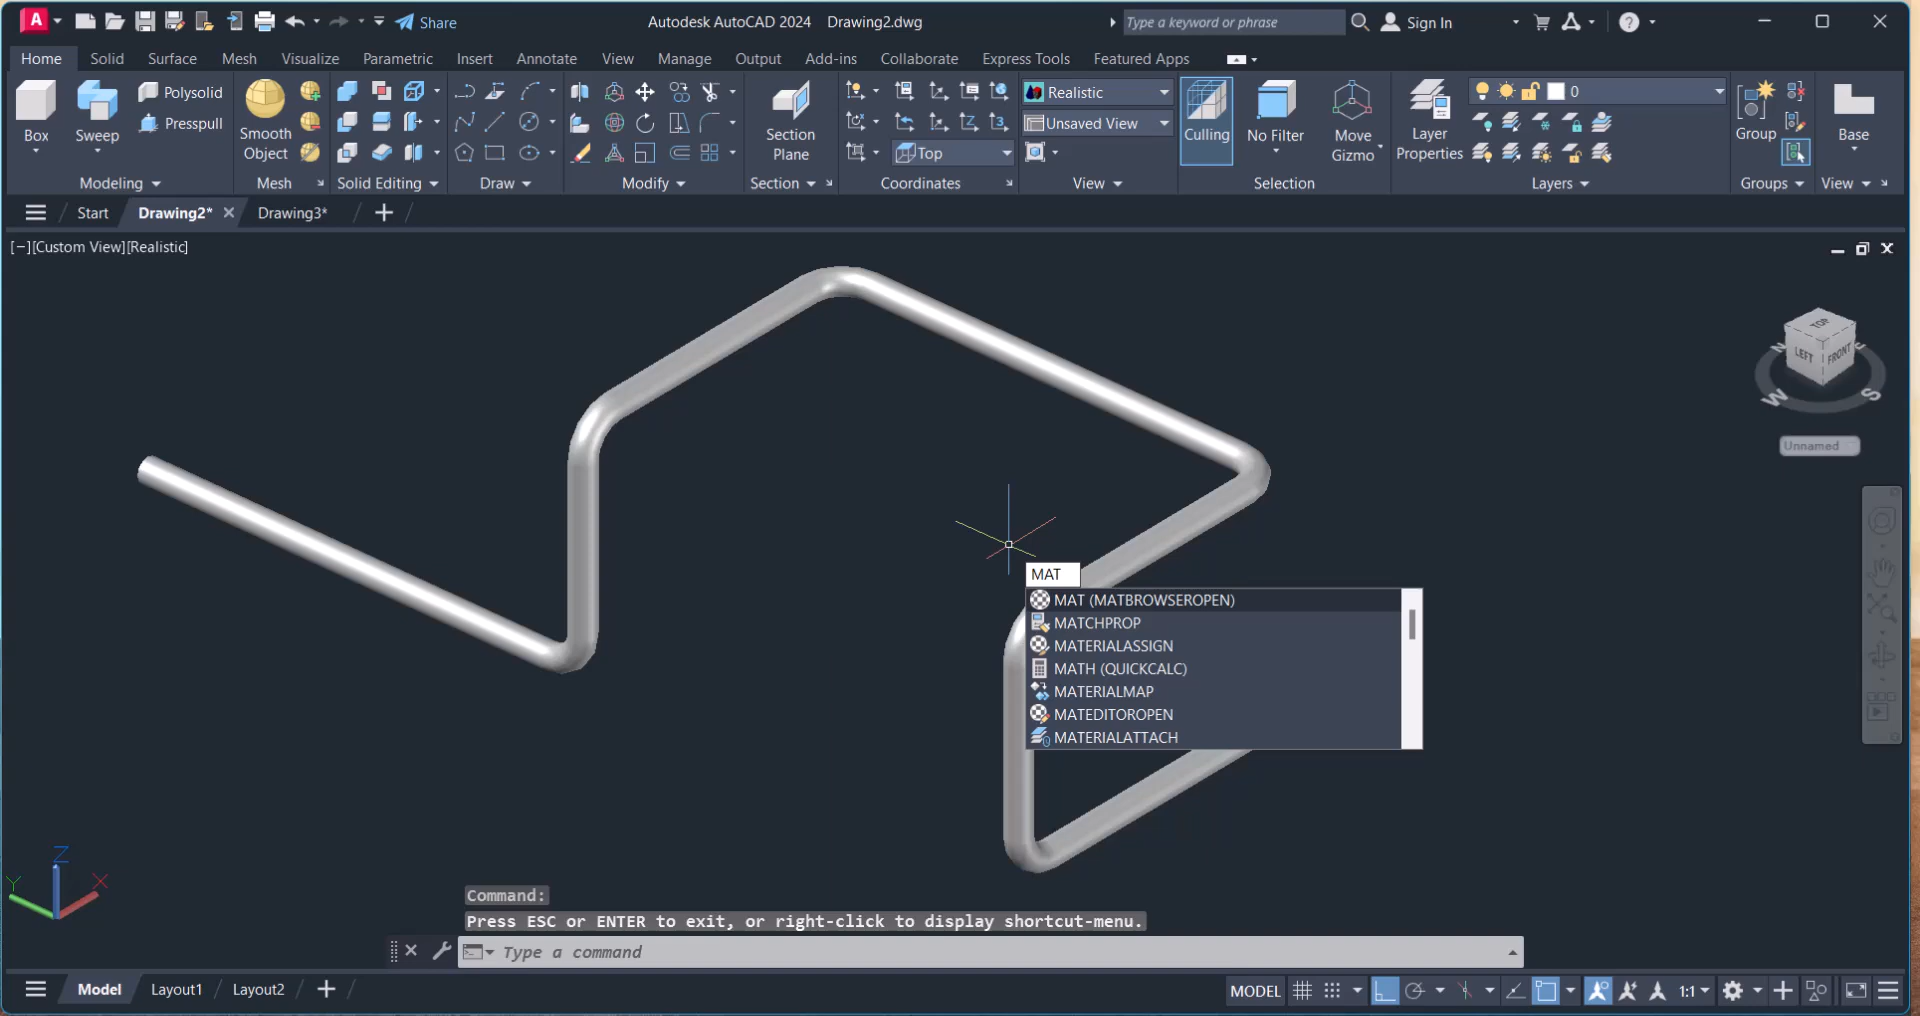 A
Share
Autodesk AutoCAD 2024 Drawing2.dwg
Type a keyword or phrase
Sign In
Home Solid Surface Mesh Visualize Parametric Insert Annotate View Manage Output Add-ins Collaborate Express Tools Featured Apps
Box
Sweep
Polysolid
Presspull
Modeling
Smooth
Object
Mesh
Solid Editing
Draw
Modify
Section
Plane
Section
Top
Coordinates
Realistic
Unsaved View
View
Culling
No Filter
Move
Gizmo
Selection
Layer
Properties
0
Layers
Group
Groups
Base
View
Start Drawing2* Drawing3*
[−][Custom View][Realistic]
TOP
LEFT FRONT
N
W
S
E
Unnamed
MAT
MAT (MATBROWSEROPEN)
MATCHPROP
MATERIALASSIGN
MATH (QUICKCALC)
MATERIALMAP
MATEDITOROPEN
MATERIALATTACH
Z
Y
X
Command:
Press ESC or ENTER to exit, or right-click to display shortcut-menu.
Type a command
Model Layout1 Layout2
MODEL
1:1